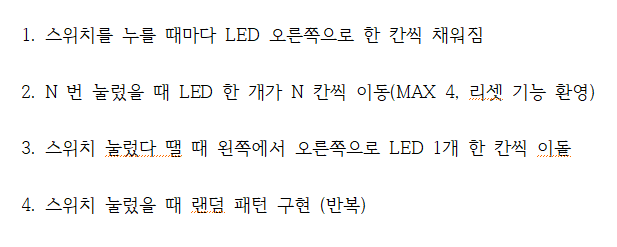 1. 스위치를 누를 때마다 LED 오른쪽으로 한 칸씩 채워짐
2. N 번 눌렀을 때 LED 한 개가 N 칸씩 이동(MAX 4, 리셋 기능 환영)
3. 스위치 눌렀다 땔 때 왼쪽에서 오른쪽으로 LED 1개 한 칸씩 이돌
4. 스위치 눌렀을 때 랜덤 패턴 구현 (반복)